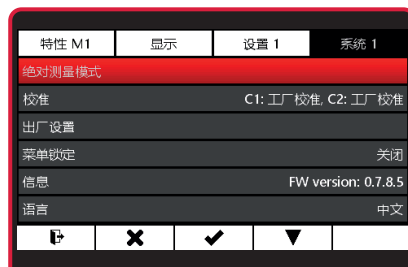 特性 M1 显示 设置 1 系统 1
绝对测量模式
校准 C1: 工厂校准, C2: 工厂校准
出厂设置
菜单锁定 关闭
信息 FW version: 0.7.8.5
语言 中文